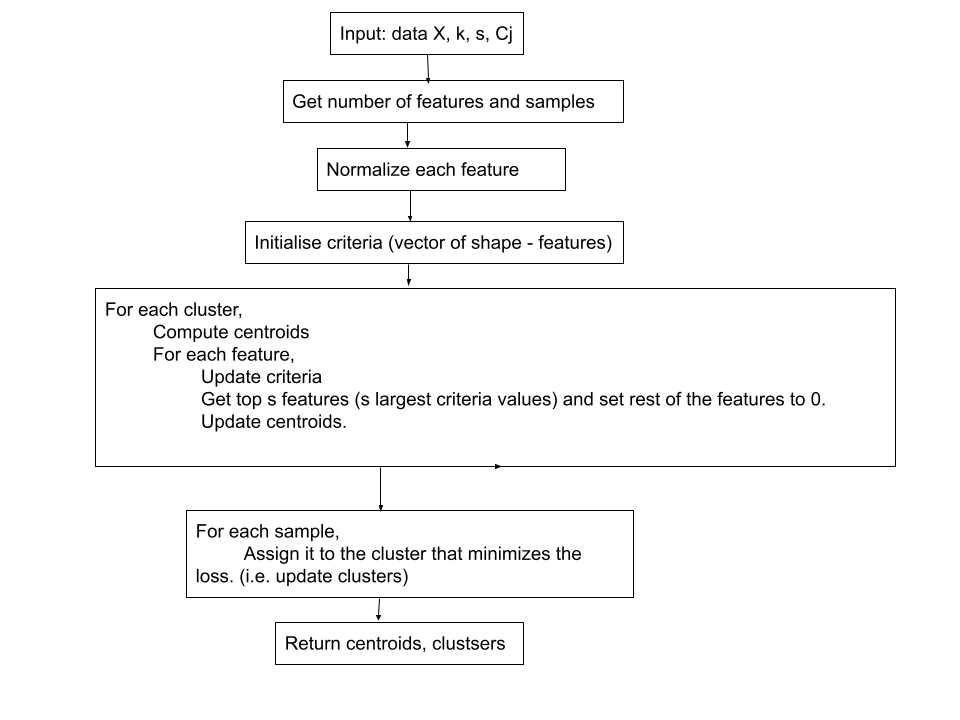 Input: data X, k, s, Cj
Get number of features and samples
Normalize each feature
Initialise criteria (vector of shape - features)
For each cluster,
Compute centroids
For each feature,
Update criteria
Get top s features (s largest criteria values) and set rest of the features to 0.
Update centroids.
For each sample,
Assign it to the cluster that minimizes the
loss. (i.e. update clusters)
Return centroids, clustsers